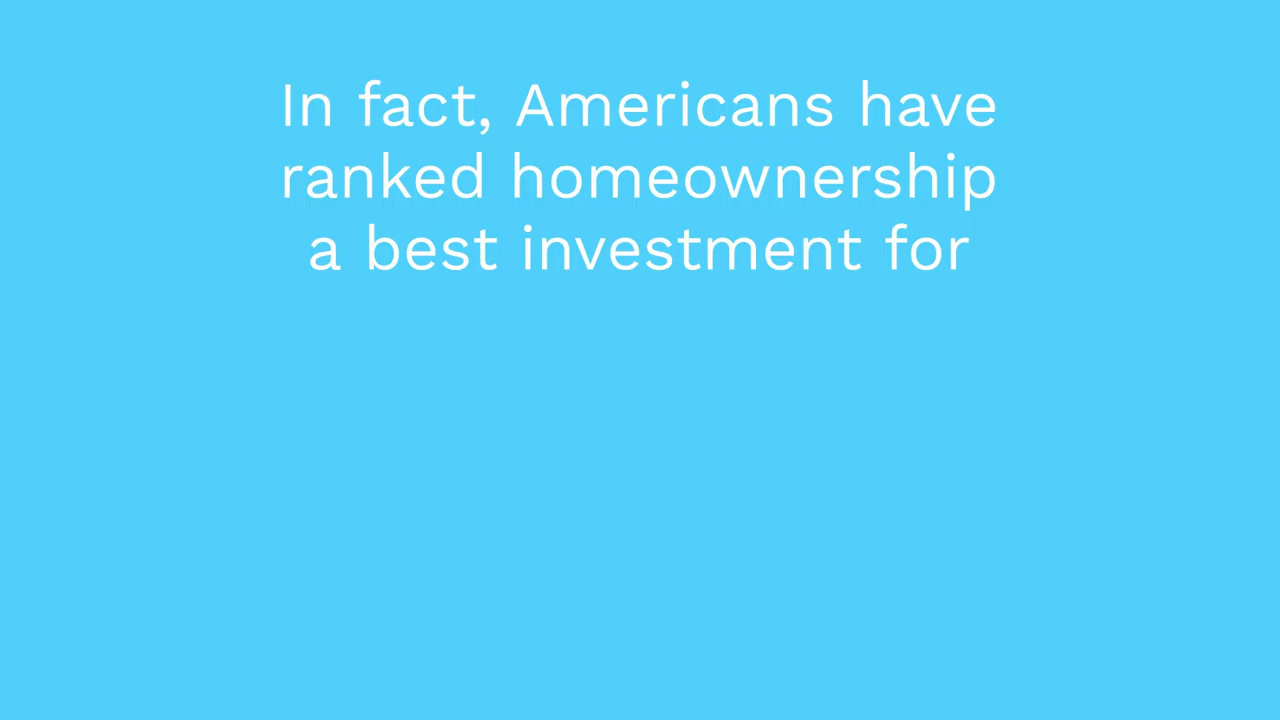 In fact, Americans have
ranked homeownership
a best investment for